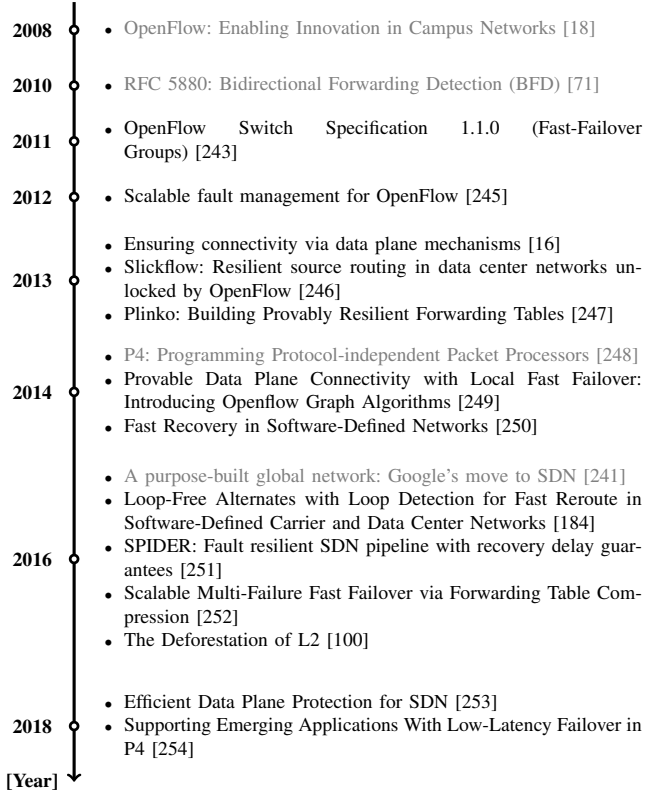 2008
• OpenFlow: Enabling Innovation in Campus Networks [18]
2010
• RFC 5880: Bidirectional Forwarding Detection (BFD) [71]
2011
• OpenFlow Switch Specification 1.1.0 (Fast-Failover
Groups) [243]
2012
• Scalable fault management for OpenFlow [245]
2013
• Ensuring connectivity via data plane mechanisms [16]
• Slickflow: Resilient source routing in data center networks un-
locked by OpenFlow [246]
• Plinko: Building Provably Resilient Forwarding Tables [247]
2014
• P4: Programming Protocol-independent Packet Processors [248]
• Provable Data Plane Connectivity with Local Fast Failover:
Introducing Openflow Graph Algorithms [249]
• Fast Recovery in Software-Defined Networks [250]
2016
• A purpose-built global network: Google's move to SDN [241]
• Loop-Free Alternates with Loop Detection for Fast Reroute in
Software-Defined Carrier and Data Center Networks [184]
• SPIDER: Fault resilient SDN pipeline with recovery delay guar-
antees [251]
• Scalable Multi-Failure Fast Failover via Forwarding Table Com-
pression [252]
• The Deforestation of L2 [100]
2018
• Efficient Data Plane Protection for SDN [253]
• Supporting Emerging Applications With Low-Latency Failover in
P4 [254]
[Year]